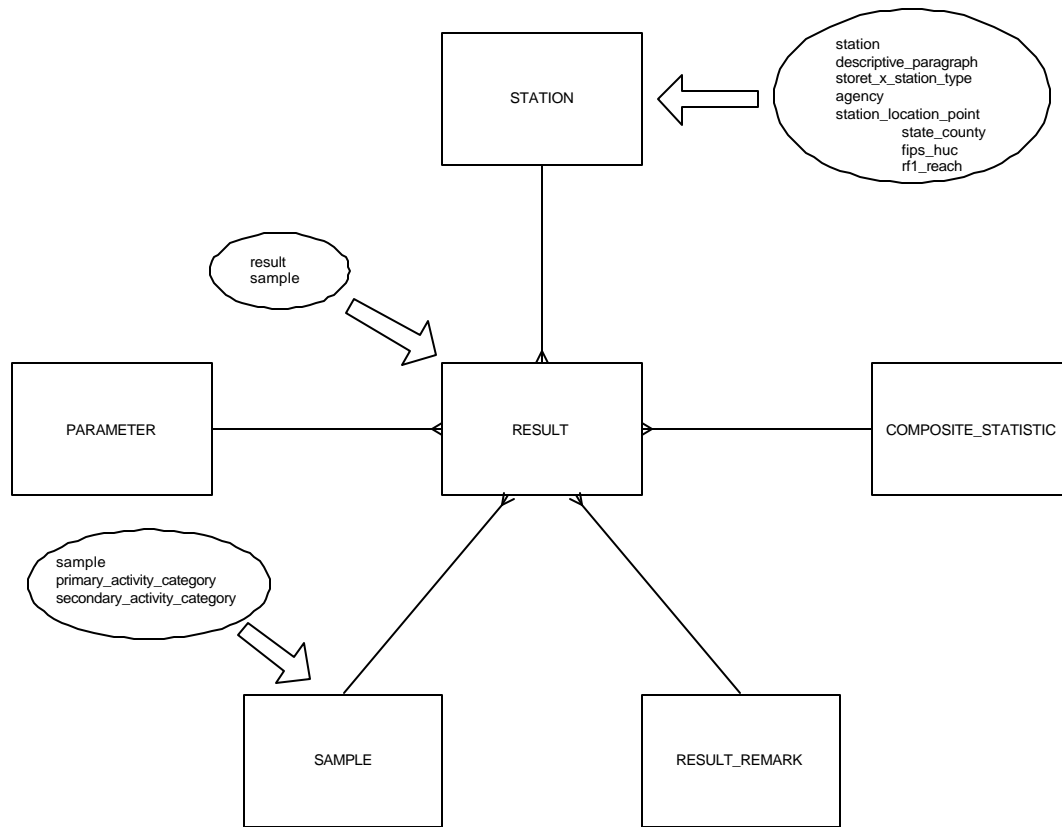 station
descriptive_paragraph
storet_x_station_type
agency
station_location_point
state_county
fips_huc
rf1_reach
STATION
result
sample
PARAMETER
RESULT
COMPOSITE_STATISTIC
sample
primary_activity_category
secondary_activity_category
SAMPLE
RESULT_REMARK